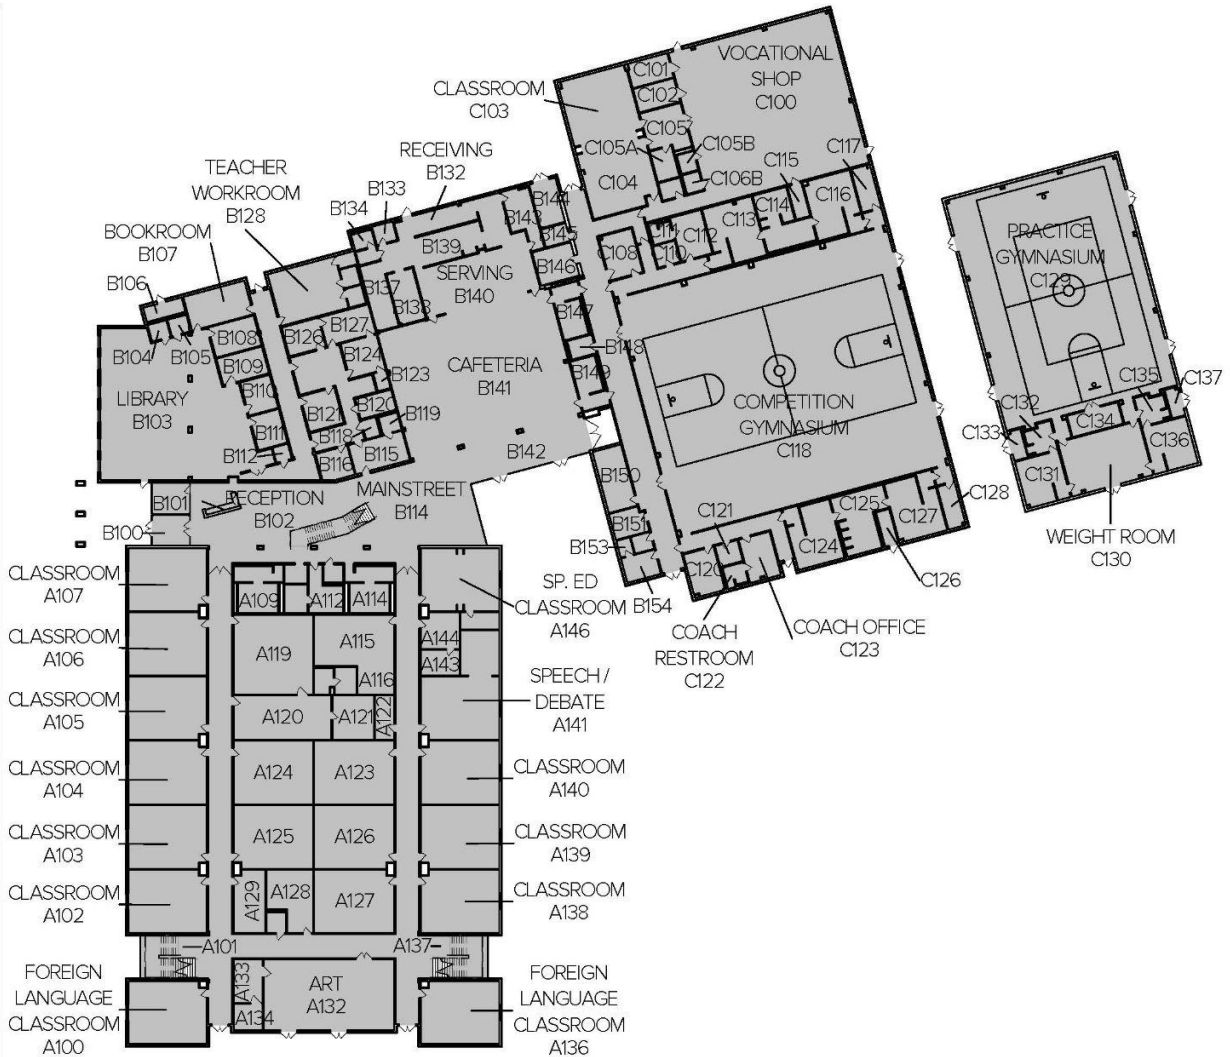 VOCATIONAL
SHOP
C100
C101
C102
CLASSROOM
C103
C105
C105A
C105B
C106B
C104
C115
C117
C116
C114
C113
C112
C111
C110
C108
RECEIVING
B132
TEACHER
WORKROOM
B128
B133
B134
BOOKROOM
B107
B106
B144
B143
B145
B146
B139
SERVING
B140
B137
B138
B147
B148
B149
B104
B105
B108
B109
B110
B111
B112
B126
B127
B124
B123
B121
B120
B119
B118
B116
B115
CAFETERIA
B141
B142
LIBRARY
B103
B101
B100
RECEPTION
B102
MAINSTREET
B114
B150
B151
B153
B154
COMPETITION
GYMNASIUM
C118
PRACTICE
GYMNASIUM
C129
C135
C137
C132
C134
C133
C131
C136
WEIGHT ROOM
C130
C121
C120
C124
C125
C127
C128
C126
COACH
RESTROOM
C122
COACH OFFICE
C123
CLASSROOM
A107
A109
A112
A114
SP. ED
CLASSROOM
A146
CLASSROOM
A106
A119
A115
A116
A144
A143
CLASSROOM
A105
A120
A121
A122
SPEECH /
DEBATE
A141
CLASSROOM
A104
A124
A123
CLASSROOM
A140
CLASSROOM
A103
A125
A126
CLASSROOM
A139
CLASSROOM
A102
A129
A128
A127
CLASSROOM
A138
A101
A137
FOREIGN
LANGUAGE
CLASSROOM
A100
A133
A134
ART
A132
FOREIGN
LANGUAGE
CLASSROOM
A136